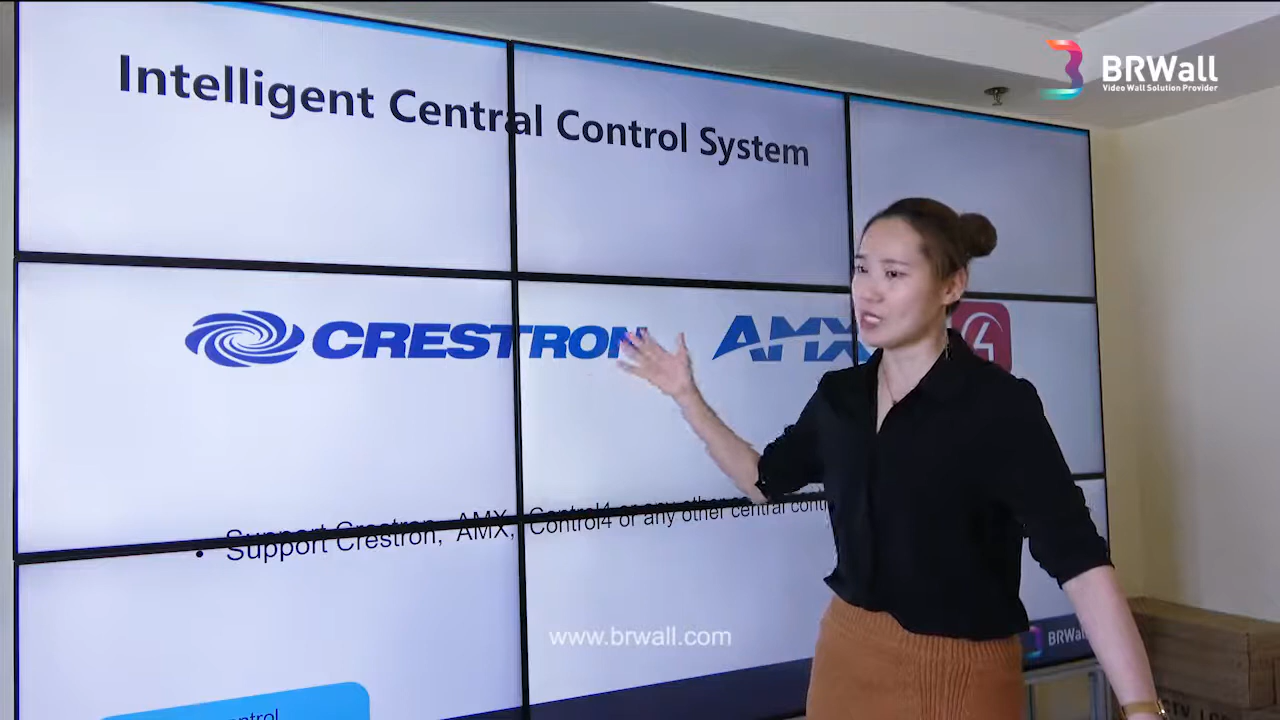 Intelligent Central Control System
BRWall
Video Wall Solution Provider
CRESTRON AMX
Support Crestron, AMX, Control4 or any other central
www.brwall.com
BRWall